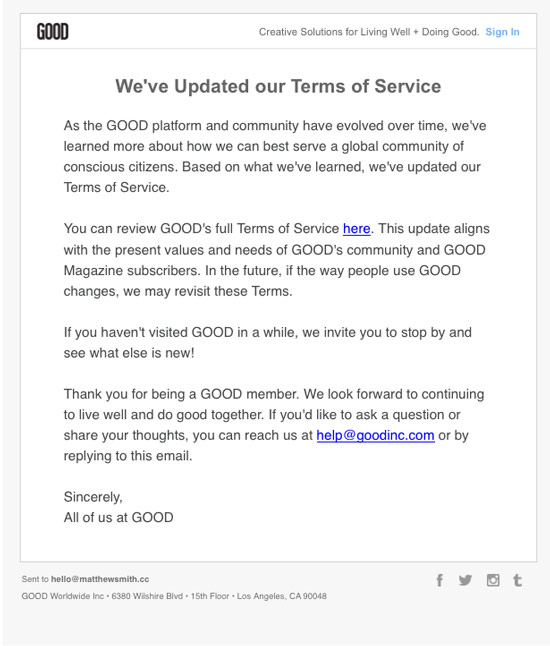 GOOD
Creative Solutions for Living Well + Doing Good. Sign In
We've Updated our Terms of Service
As the GOOD platform and community have evolved over time, we've
learned more about how we can best serve a global community of
conscious citizens. Based on what we've learned, we've updated our
Terms of Service.
You can review GOOD's full Terms of Service here. This update aligns
with the present values and needs of GOOD's community and GOOD
Magazine subscribers. In the future, if the way people use GOOD
changes, we may revisit these Terms.
If you haven't visited GOOD in a while, we invite you to stop by and
see what else is new!
Thank you for being a GOOD member. We look forward to continuing
to live well and do good together. If you'd like to ask a question or
share your thoughts, you can reach us at help@goodinc.com or by
replying to this email.
Sincerely,
All of us at GOOD
Sent to hello@matthewsmith.cc
GOOD Worldwide Inc • 6380 Wilshire Blvd • 15th Floor • Los Angeles, CA 90048